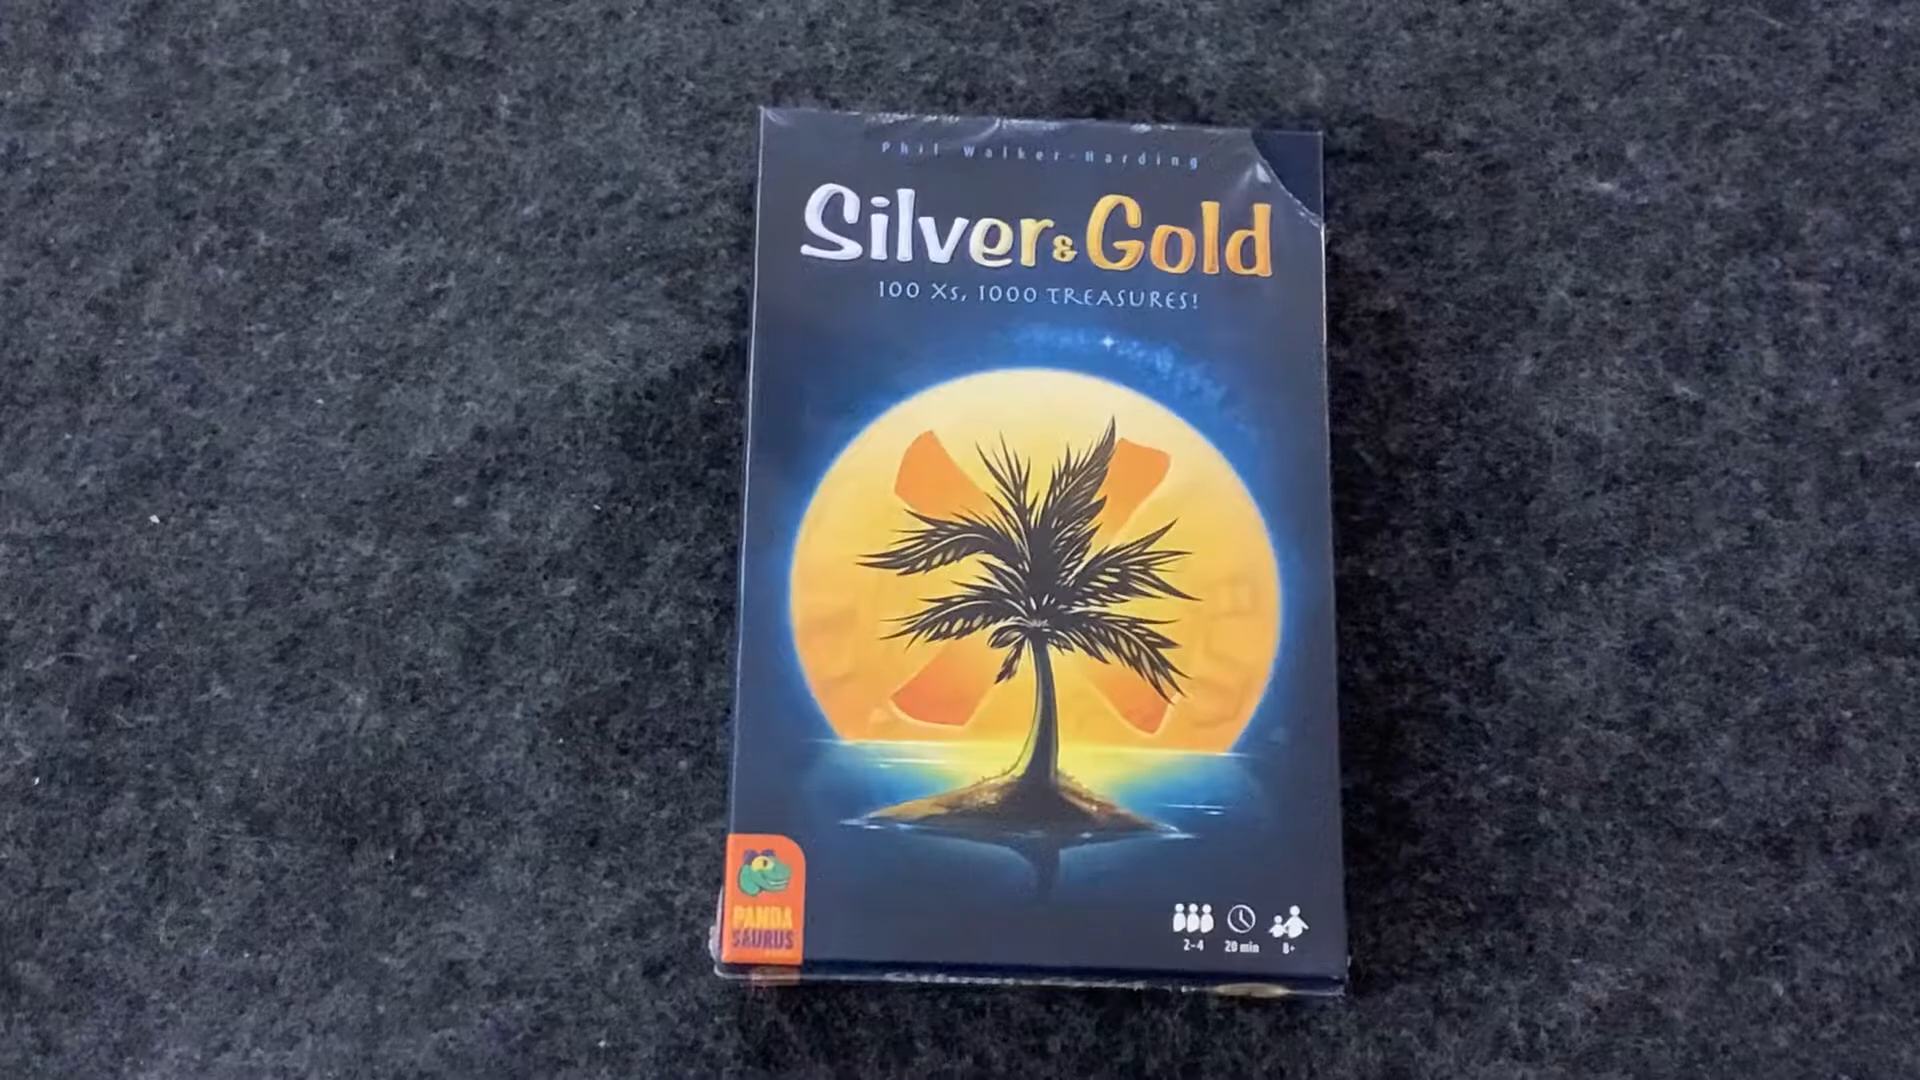 Phil Walker-Harding
Silver & Gold
100 Xs, 1000 TREASURES!
PANDA
SAURUS
2-4
20 min
8+